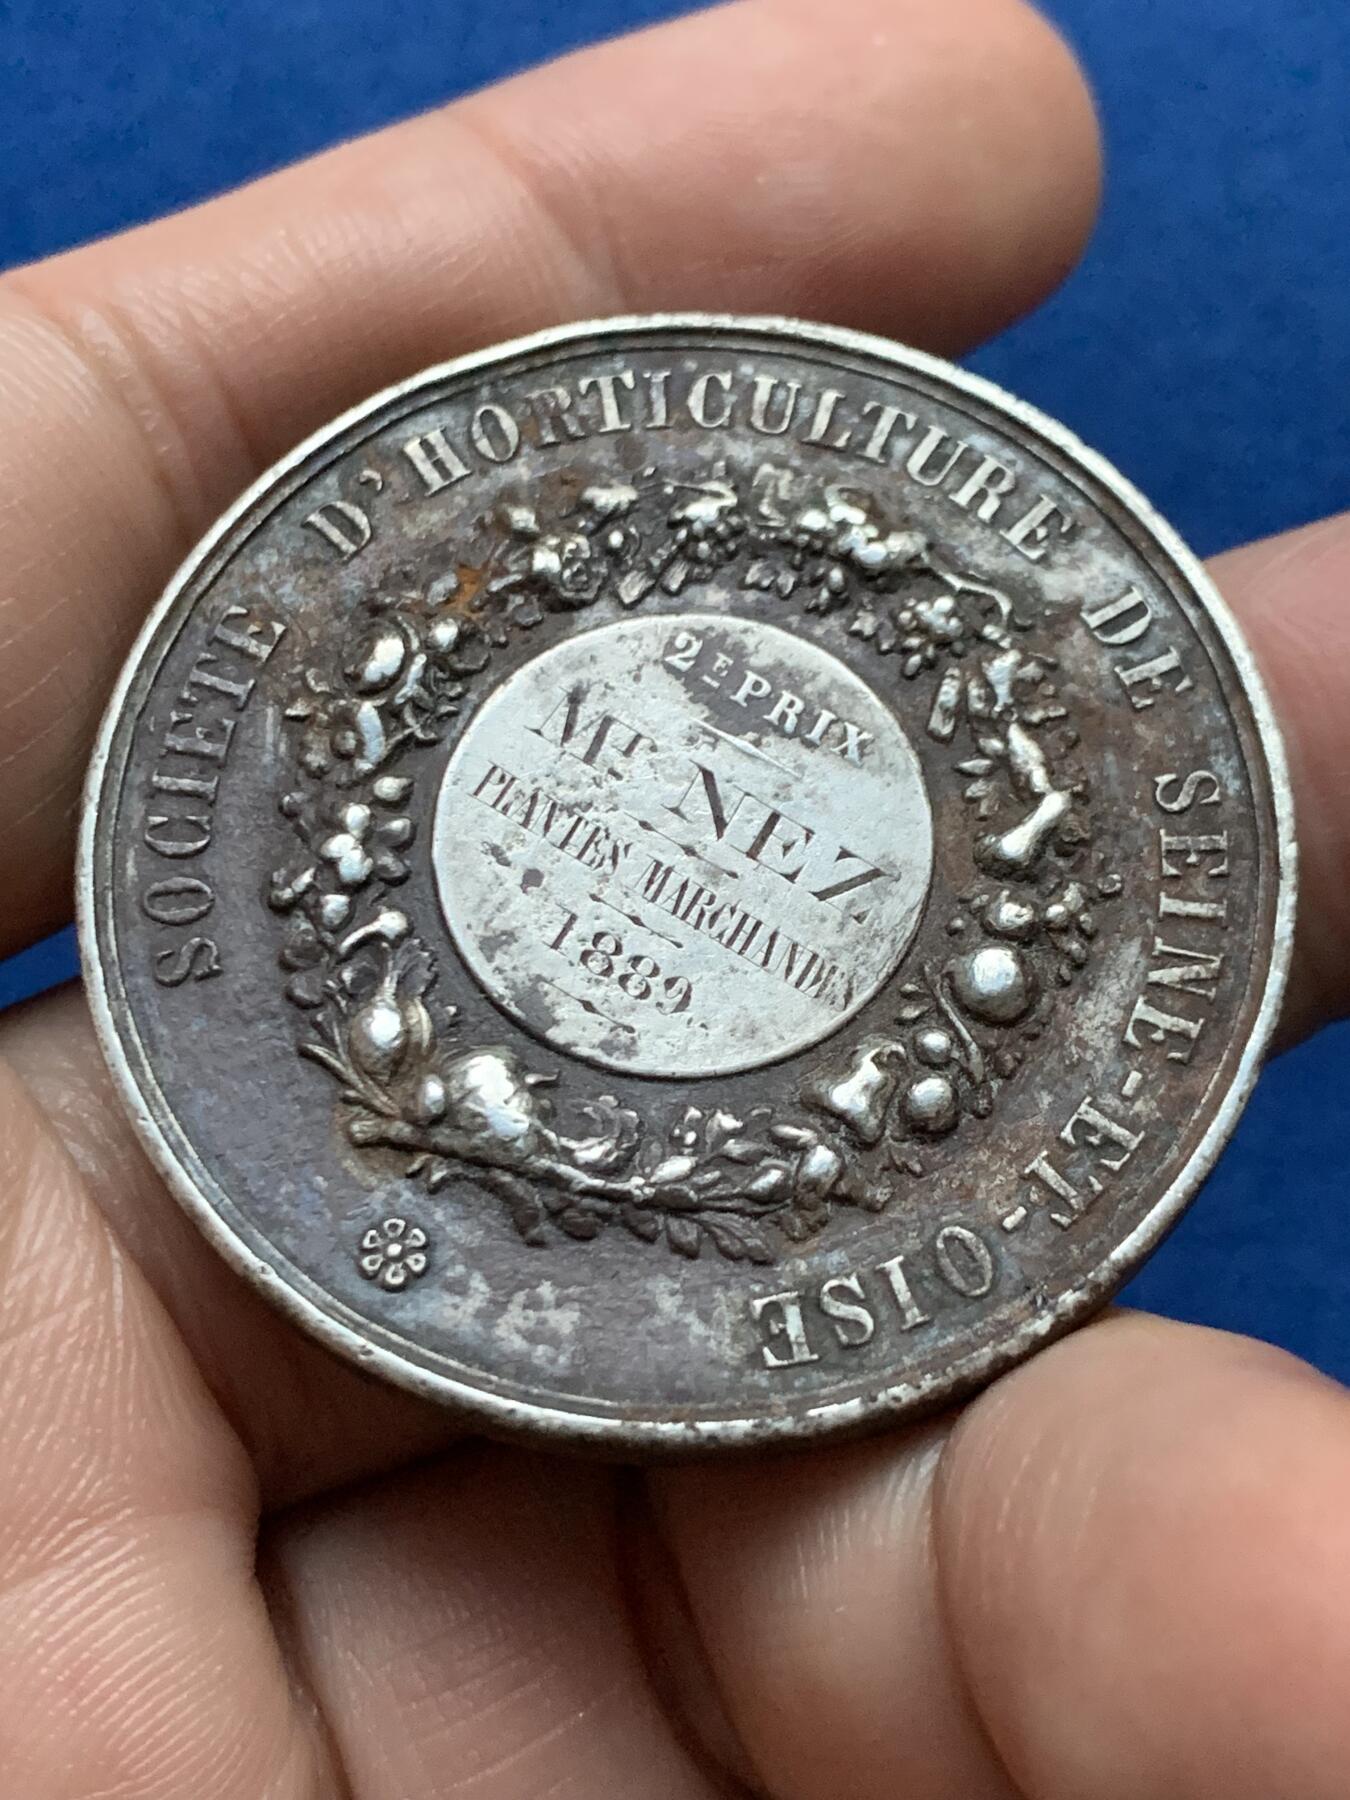 SOCIETE D'HORTICULTURE DE SEINE-ET-OISE
2E PRIX
MR NEZ
PLANTES MARCHANDES
1889.